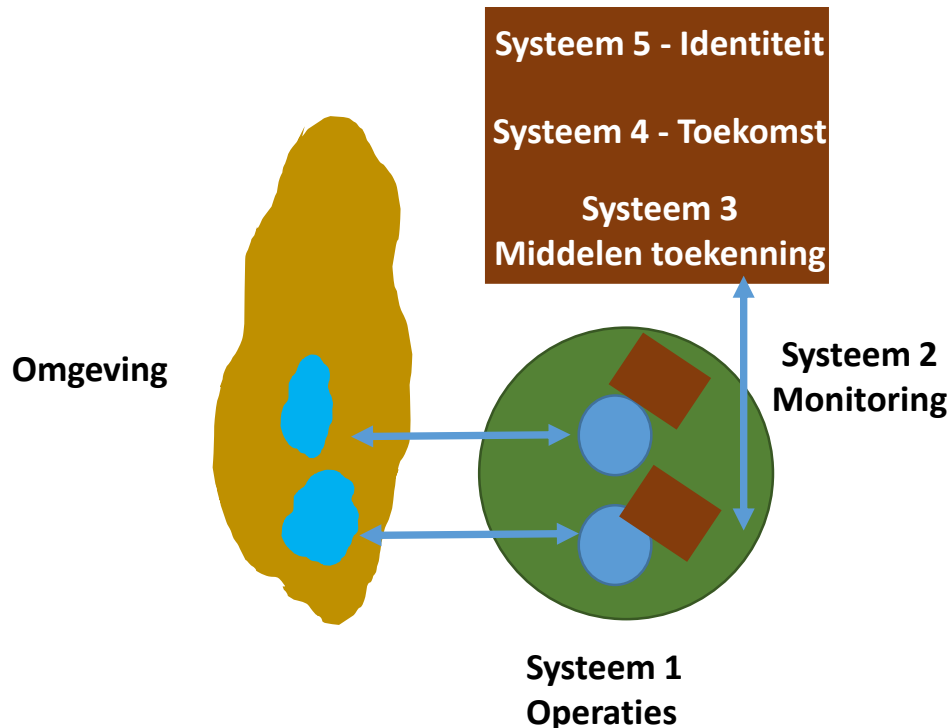 Systeem 5 - Identiteit
Systeem 4 - Toekomst
Systeem 3
Middelen toekenning
Omgeving
Systeem 2
Monitoring
Systeem 1
Operaties